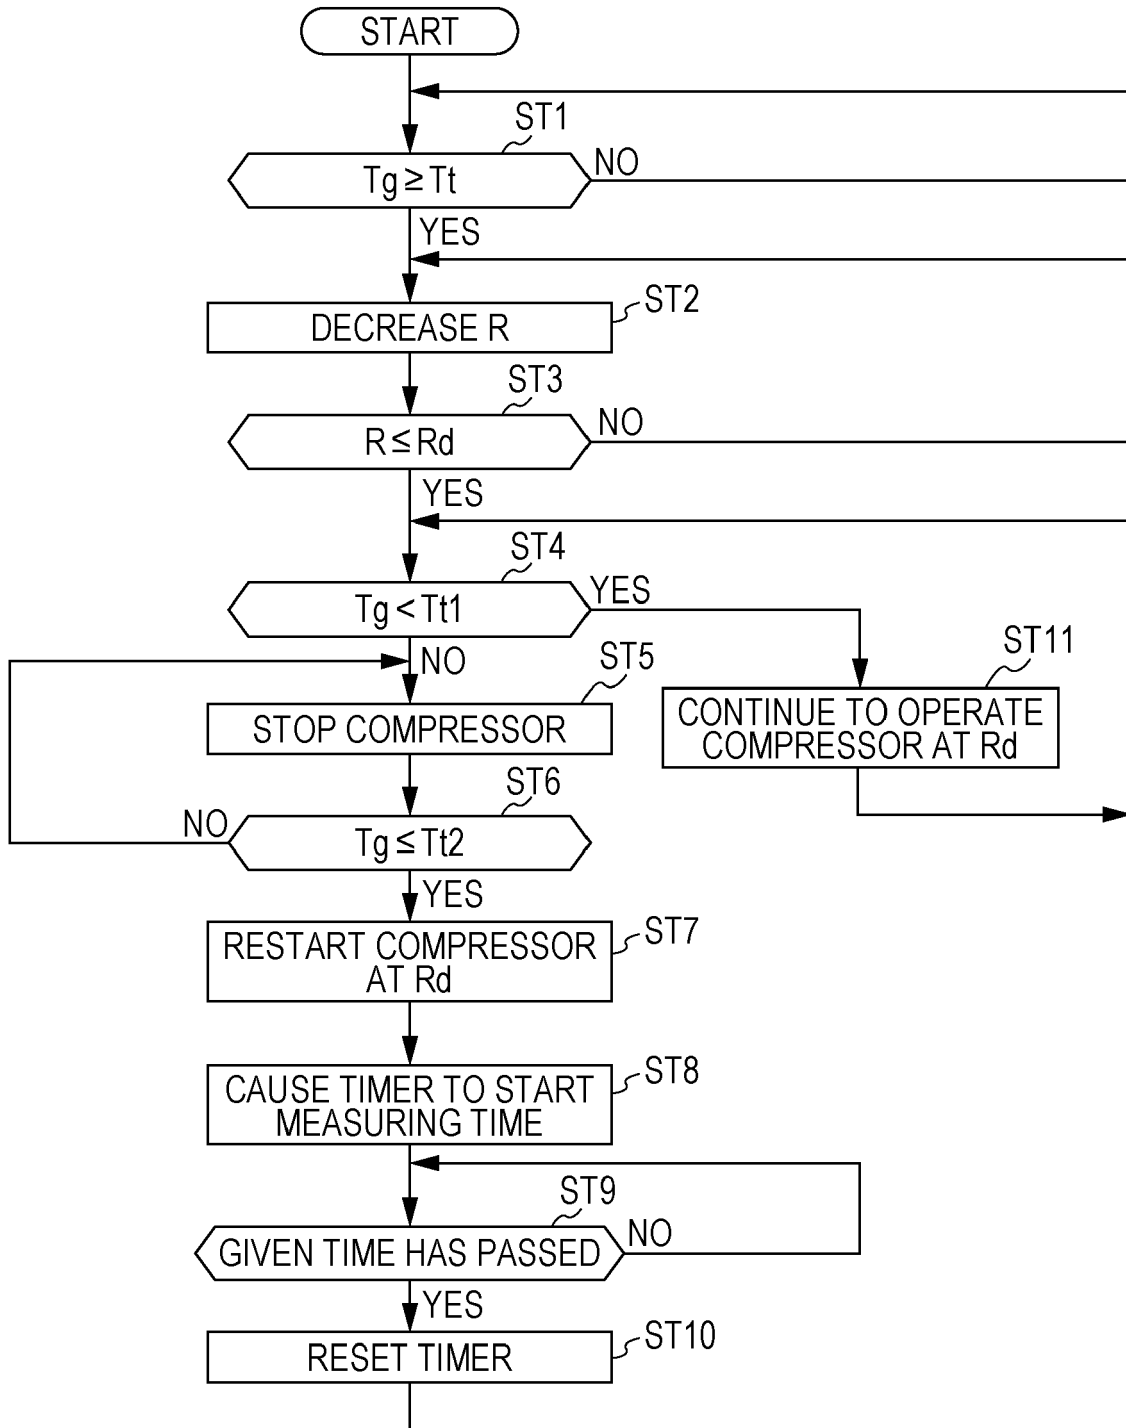 START
ST1
Tg ≥ Tt
NO
YES
ST2
DECREASE R
ST3
R ≤ Rd
NO
YES
ST4
Tg < Tt1
YES
NO
ST5
STOP COMPRESSOR
ST11
CONTINUE TO OPERATE
COMPRESSOR AT Rd
ST6
Tg ≤ Tt2
NO
YES
RESTART COMPRESSOR
AT Rd
ST7
CAUSE TIMER TO START
MEASURING TIME
ST8
ST9
GIVEN TIME HAS PASSED
NO
YES
RESET TIMER
ST10